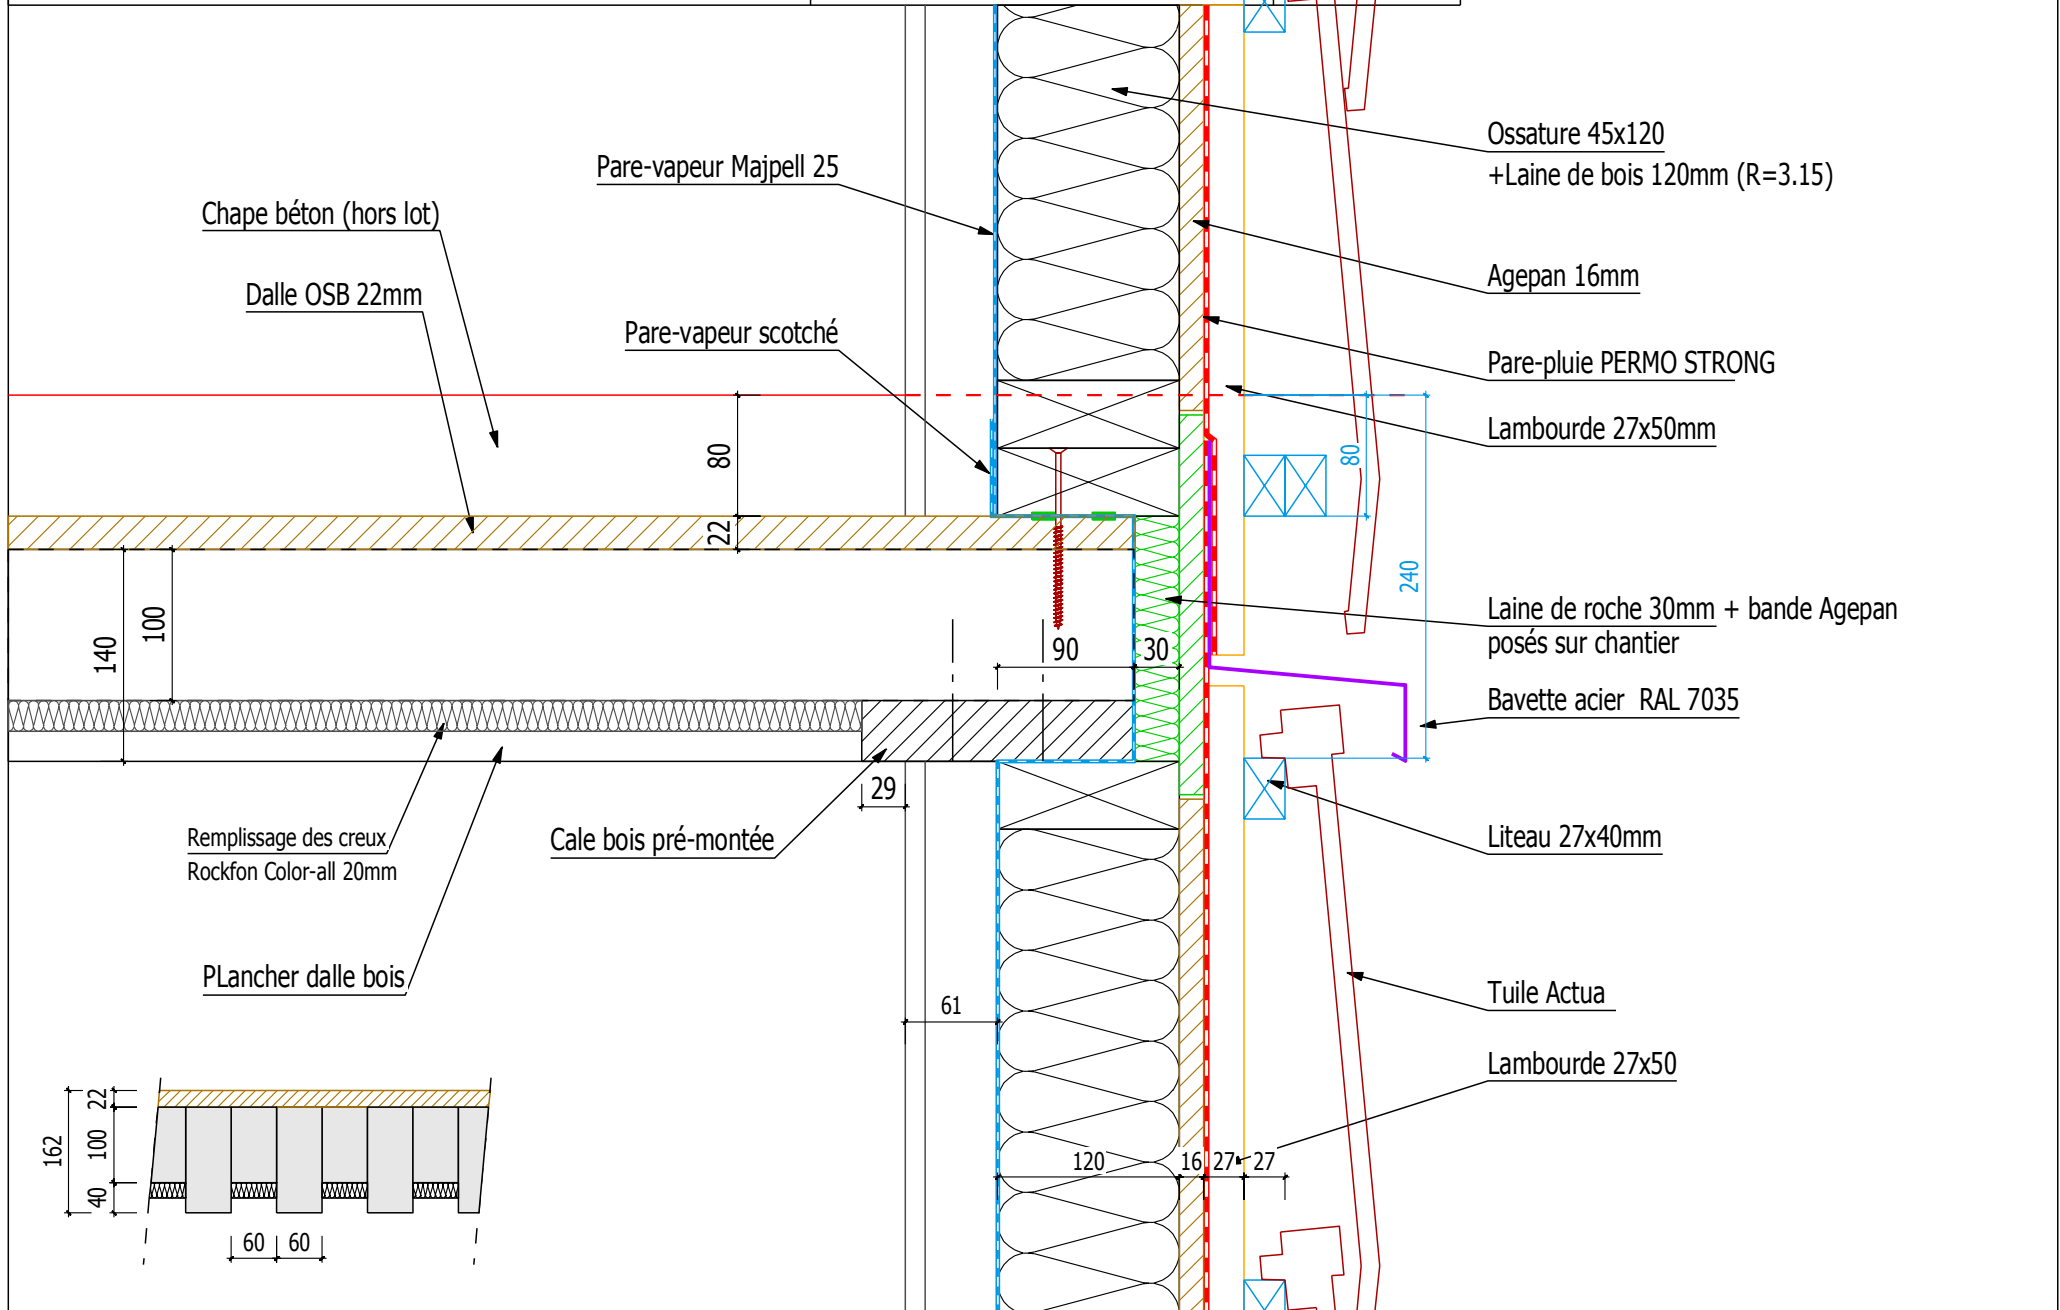 Ossature 45x120
+Laine de bois 120mm (R=3.15)
Pare-vapeur Majpell 25
Chape béton (hors lot)
Agepan 16mm
Dalle OSB 22mm
Pare-vapeur scotché
Pare-pluie PERMO STRONG
Lambourde 27x50mm
80
80
22
240
100
140
Laine de roche 30mm + bande Agepan
posés sur chantier
90
30
Bavette acier RAL 7035
29
Remplissage des creux
Rockfon Color-all 20mm
Cale bois pré-montée
Liteau 27x40mm
PLancher dalle bois
61
Tuile Actua
Lambourde 27x50
162
22
100
40
60
60
120
16
27
27